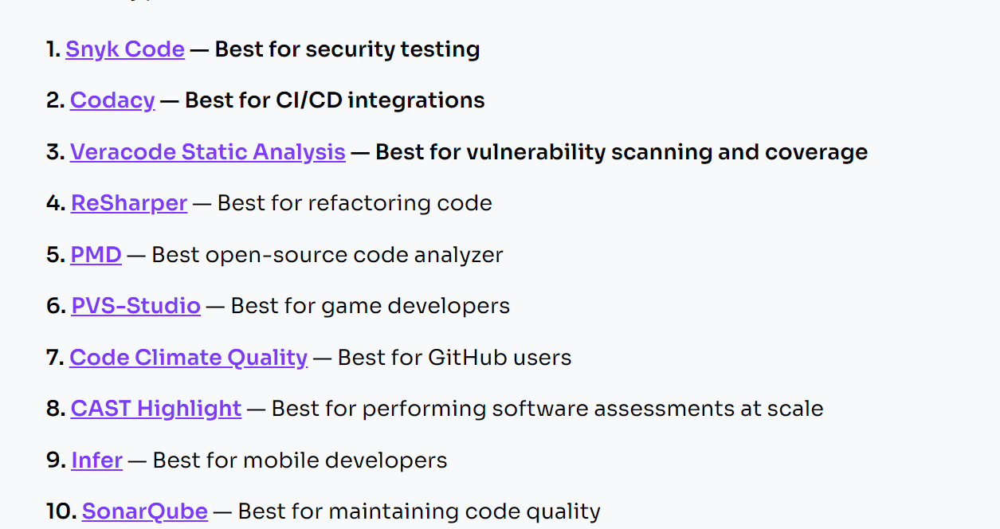 1. Snyk Code — Best for security testing
2. Codacy — Best for CI/CD integrations
3. Veracode Static Analysis — Best for vulnerability scanning and coverage
4. ReSharper — Best for refactoring code
5. PMD — Best open-source code analyzer
6. PVS-Studio — Best for game developers
7. Code Climate Quality — Best for GitHub users
8. CAST Highlight — Best for performing software assessments at scale
9. Infer — Best for mobile developers
10. SonarQube — Best for maintaining code quality